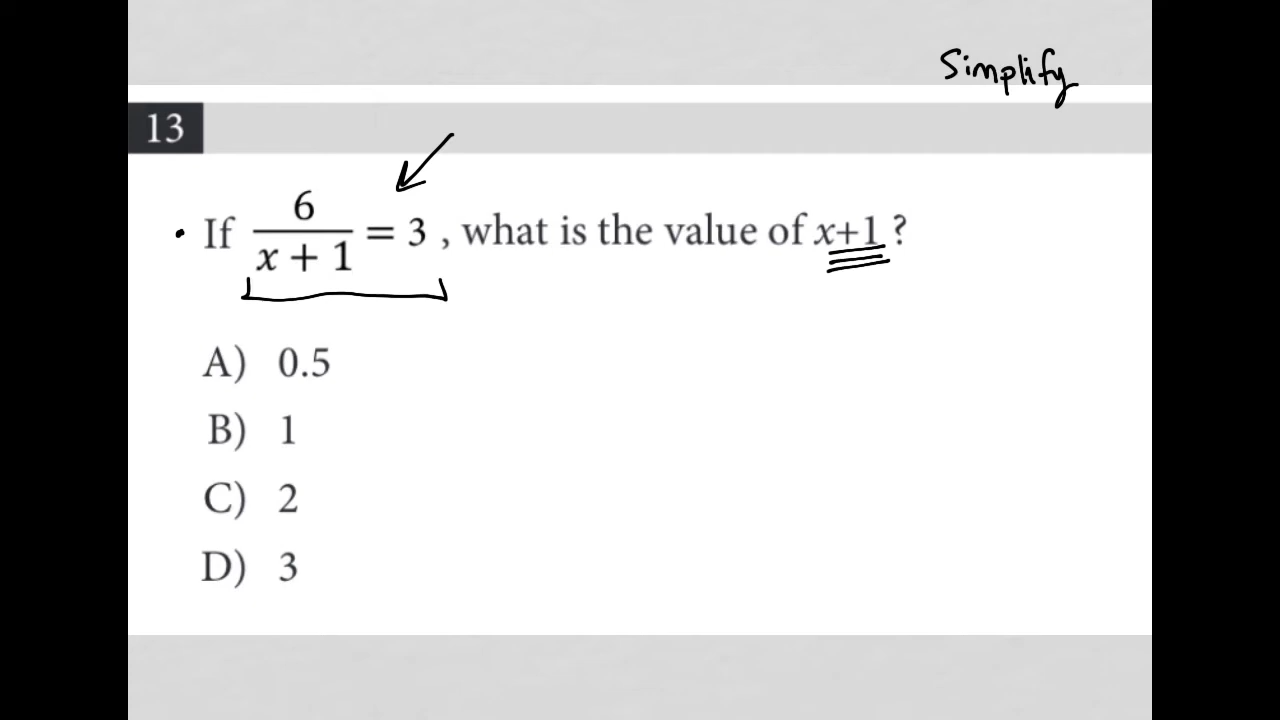 Simplify
13
• If 6/(x + 1) = 3 , what is the value of x+1 ?
A) 0.5
B) 1
C) 2
D) 3